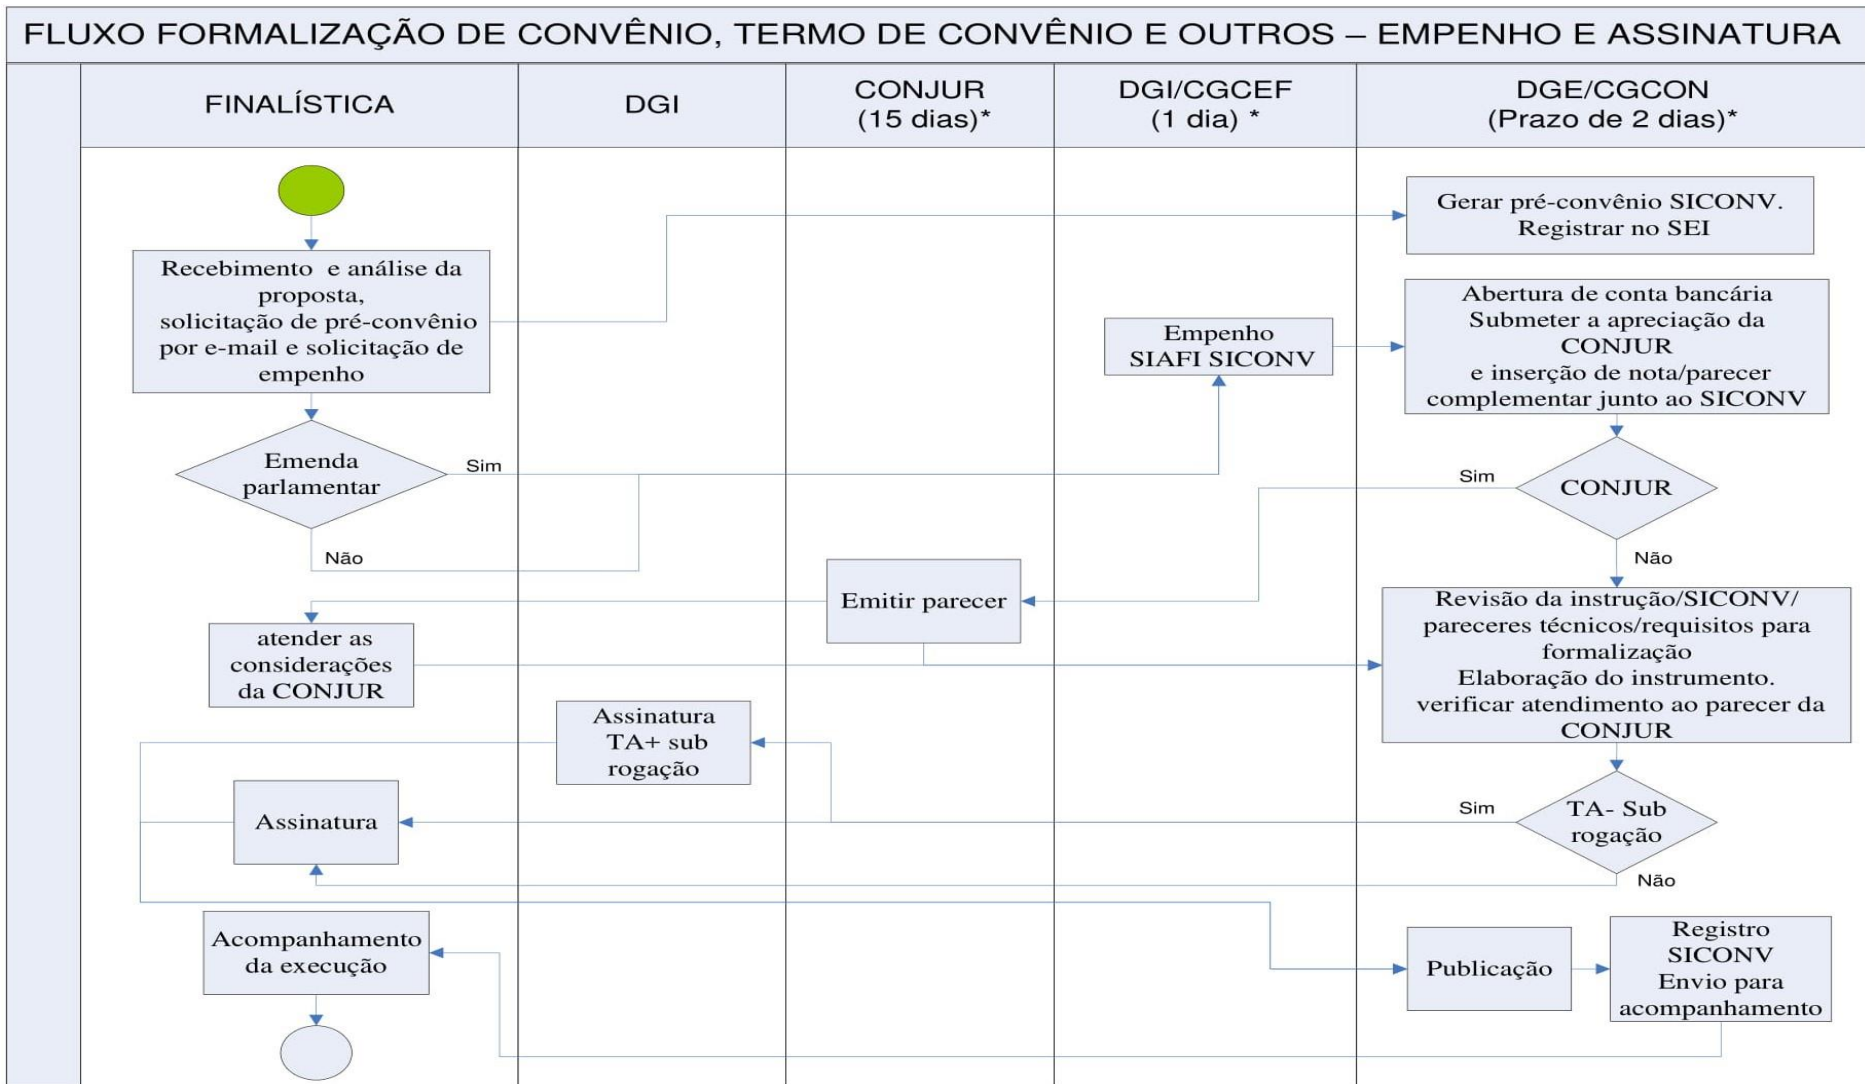 FLUXO FORMALIZAÇÃO DE CONVÊNIO, TERMO DE CONVÊNIO E OUTROS – EMPENHO E ASSINATURA
FINALÍSTICA
DGI
CONJUR
(15 dias)*
DGI/CGCEF
(1 dia) *
DGE/CGCON
(Prazo de 2 dias)*
Gerar pré-convênio SICONV.
Registrar no SEI
Recebimento e análise da
proposta,
solicitação de pré-convênio
por e-mail e solicitação de
empenho
Empenho
SIAFI SICONV
Abertura de conta bancária
Submeter a apreciação da
CONJUR
e inserção de nota/parecer
complementar junto ao SICONV
Emenda
parlamentar
Sim
Não
Sim
CONJUR
Não
Emitir parecer
atender as
considerações
da CONJUR
Revisão da instrução/SICONV/
pareceres técnicos/requisitos para
formalização
Elaboração do instrumento.
verificar atendimento ao parecer da
CONJUR
Assinatura
TA+ sub
rogação
Assinatura
Sim
TA- Sub
rogação
Não
Acompanhamento
da execução
Publicação
Registro
SICONV
Envio para
acompanhamento